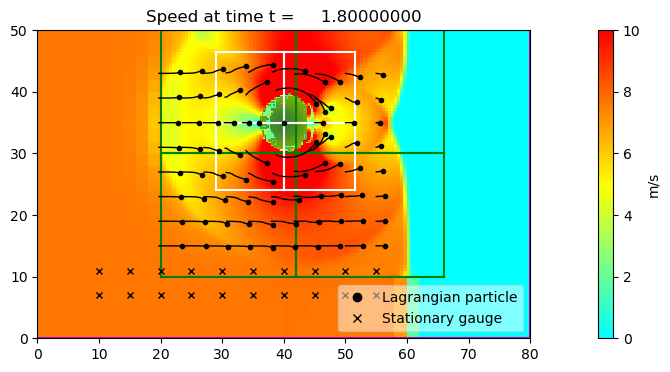 Speed at time t = 1.80000000
50
40
30
20
10
0
0 10 20 30 40 50 60 70 80
Lagrangian particle
Stationary gauge
10
8
6
4
2
0
m/s